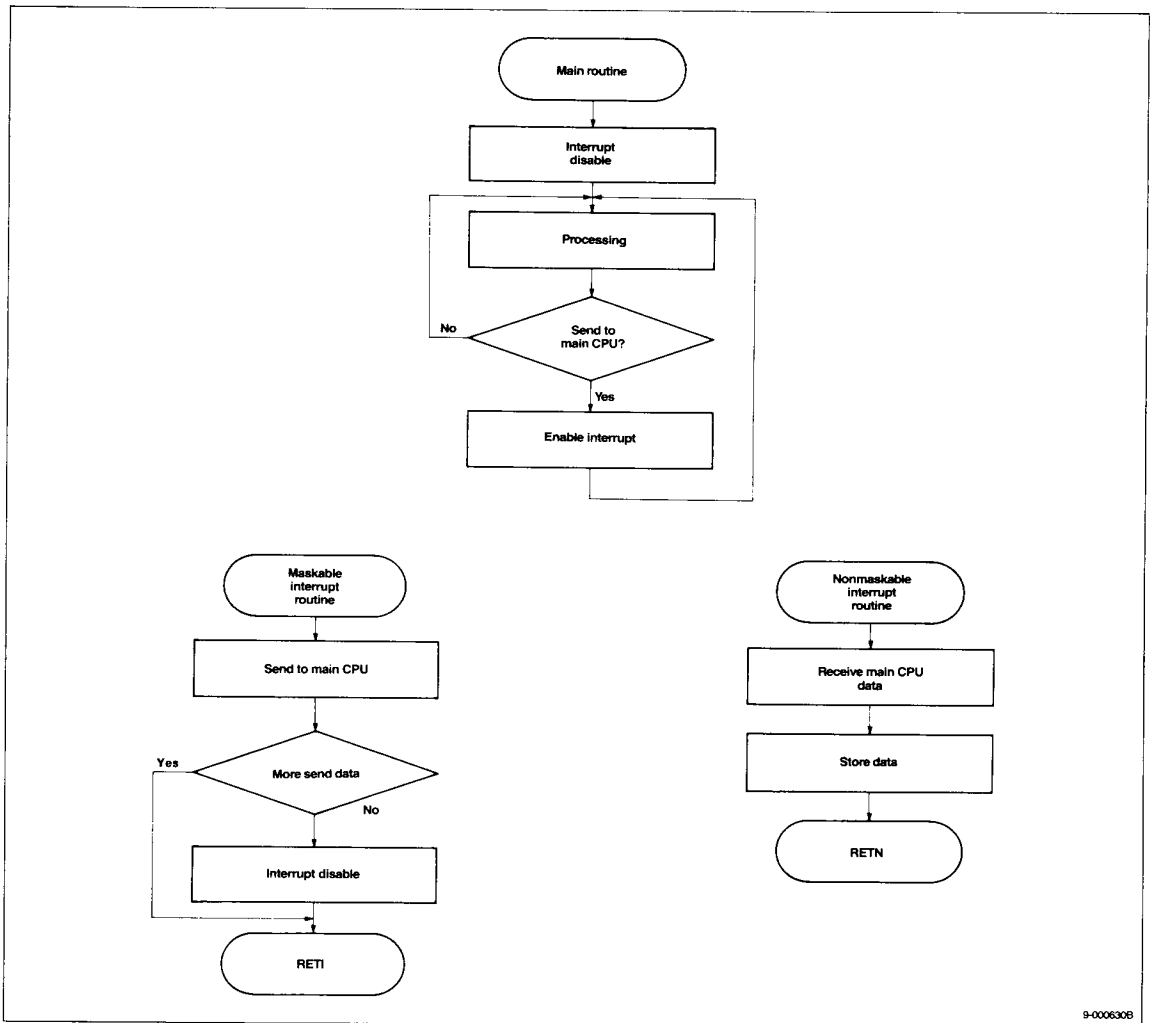 Main routine
Interrupt
disable
Processing
No
Send to
main CPU?
Yes
Enable interrupt
Maskable
interrupt
routine
Send to main CPU
Yes
More send data
No
Interrupt disable
RETI
Nonmaskable
interrupt
routine
Receive main CPU
data
Store data
RETN
9-000630B